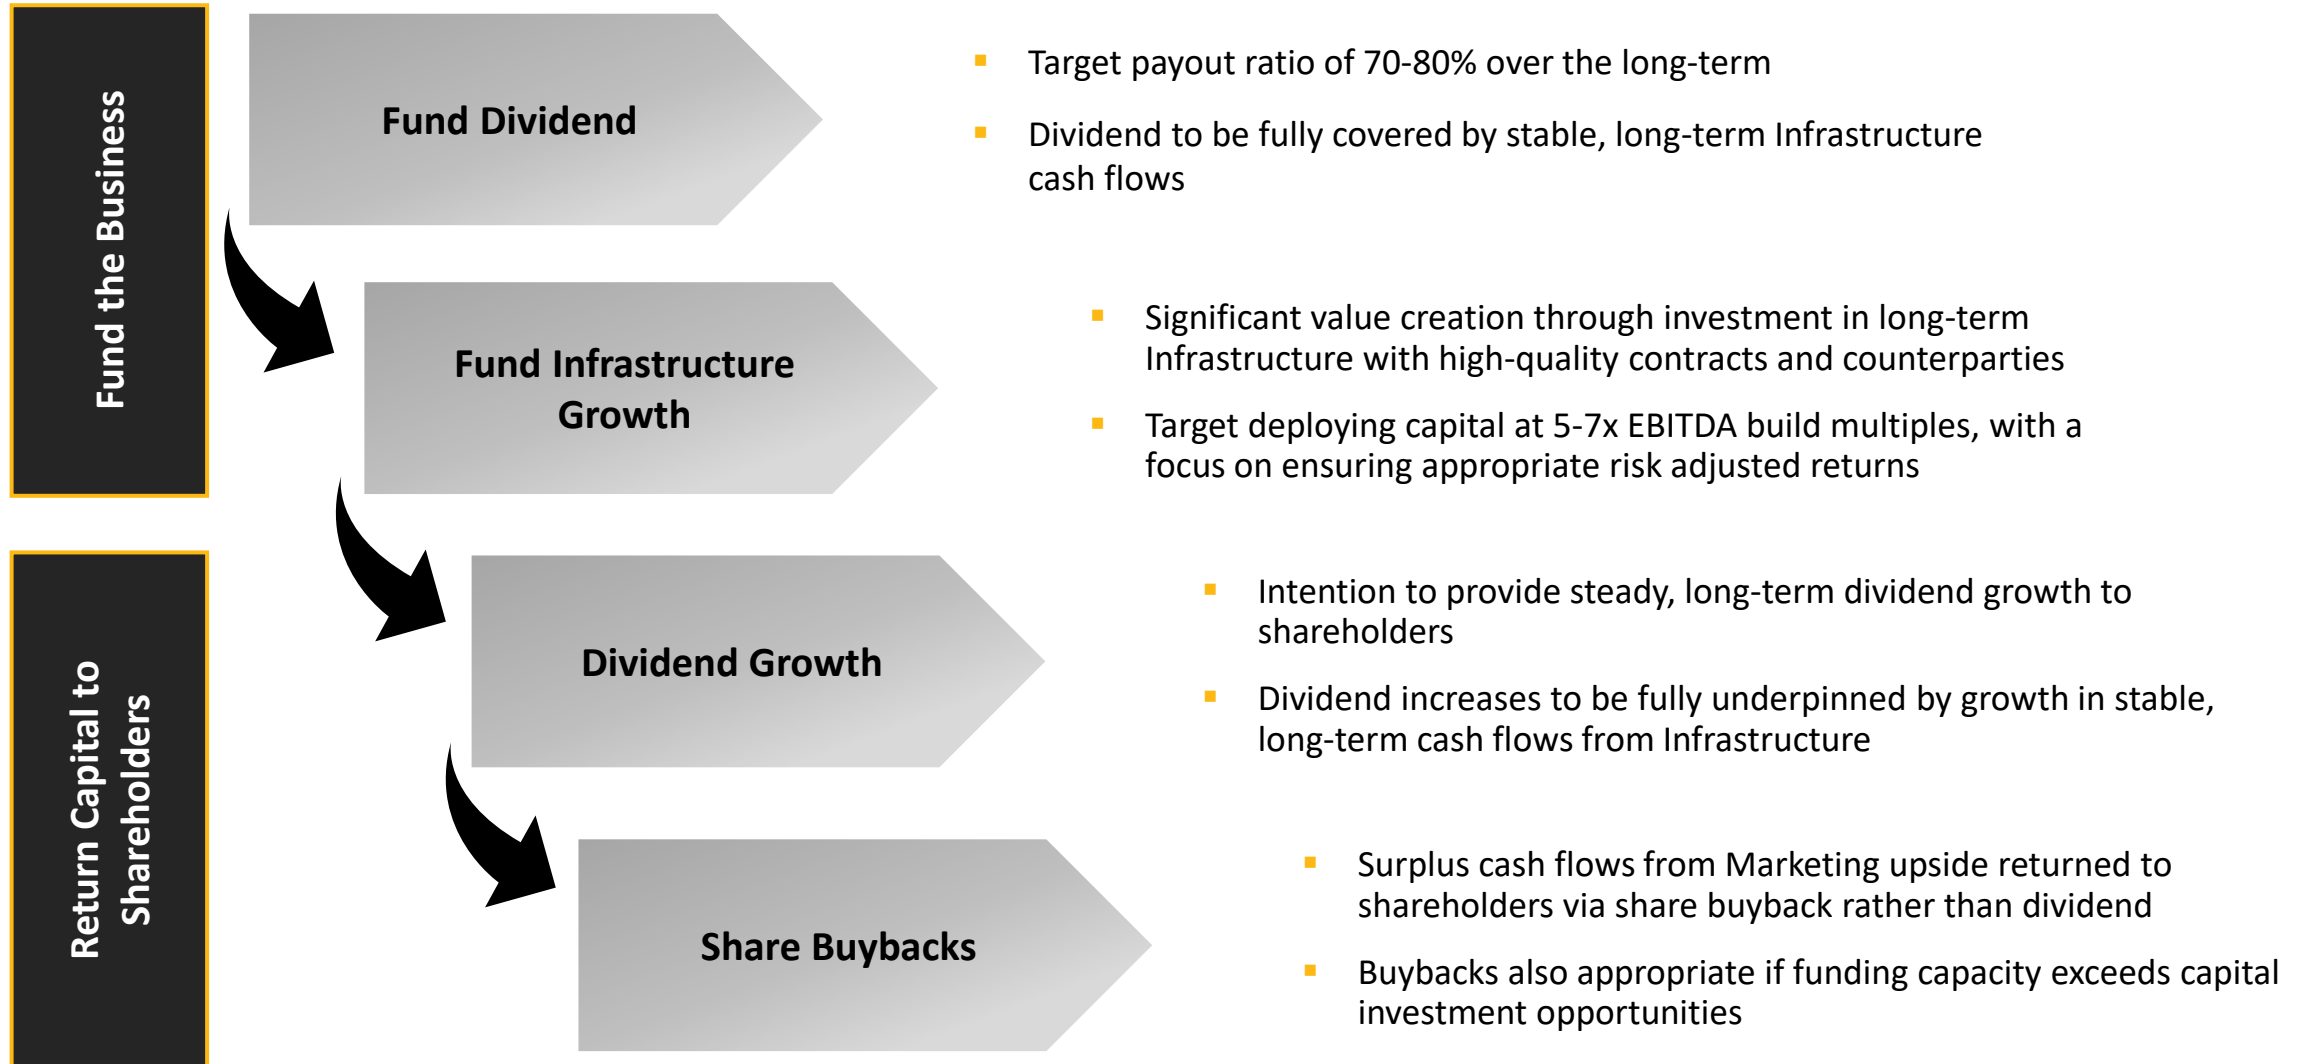 Fund the Business
Fund Dividend
▪ Target payout ratio of 70-80% over the long-term
▪ Dividend to be fully covered by stable, long-term Infrastructure
cash flows
Fund Infrastructure
Growth
▪ Significant value creation through investment in long-term
Infrastructure with high-quality contracts and counterparties
▪ Target deploying capital at 5-7x EBITDA build multiples, with a
focus on ensuring appropriate risk adjusted returns
Return Capital to
Shareholders
Dividend Growth
▪ Intention to provide steady, long-term dividend growth to
shareholders
▪ Dividend increases to be fully underpinned by growth in stable,
long-term cash flows from Infrastructure
Share Buybacks
▪ Surplus cash flows from Marketing upside returned to
shareholders via share buyback rather than dividend
▪ Buybacks also appropriate if funding capacity exceeds capital
investment opportunities